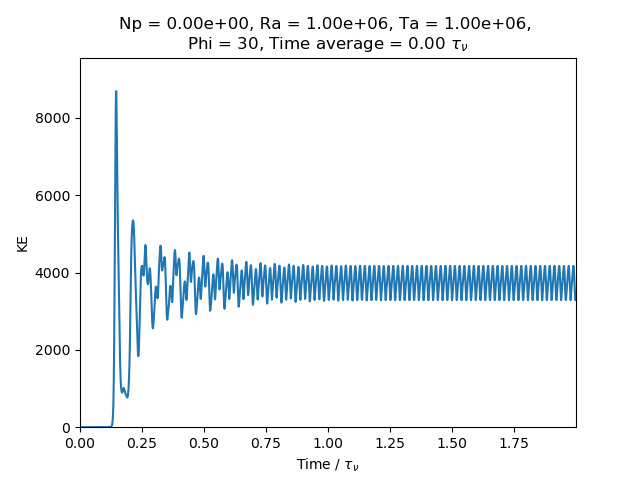 Np = 0.00e+00, Ra = 1.00e+06, Ta = 1.00e+06,
Phi = 30, Time average = 0.00 τν
8000
6000
KE
4000
2000
0
0.00 0.25 0.50 0.75 1.00 1.25 1.50 1.75
Time / τν